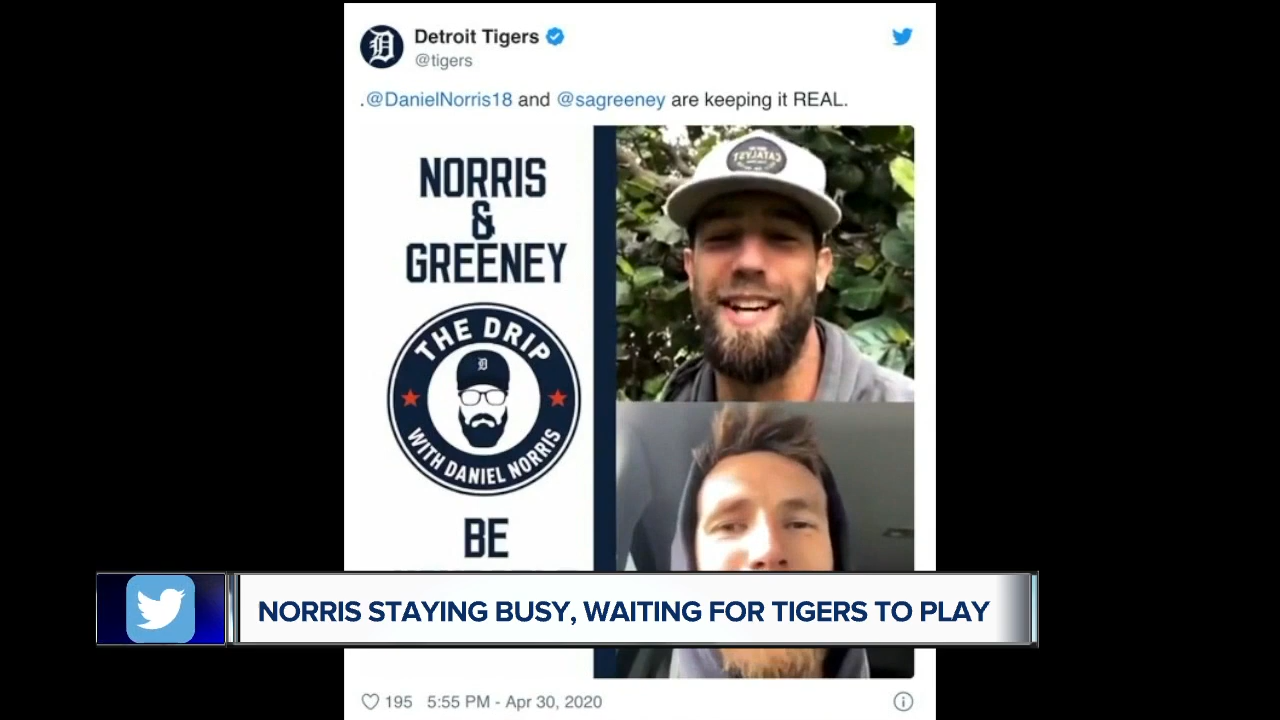 Detroit Tigers
@tigers
.@DanielNorris18 and @sagreeney are keeping it REAL.
NORRIS
&
GREENEY
CATALYST
THE DRIP
D
WITH DANIEL NORRIS
BE
NORRIS STAYING BUSY, WAITING FOR TIGERS TO PLAY
195 5:55 PM - Apr 30, 2020